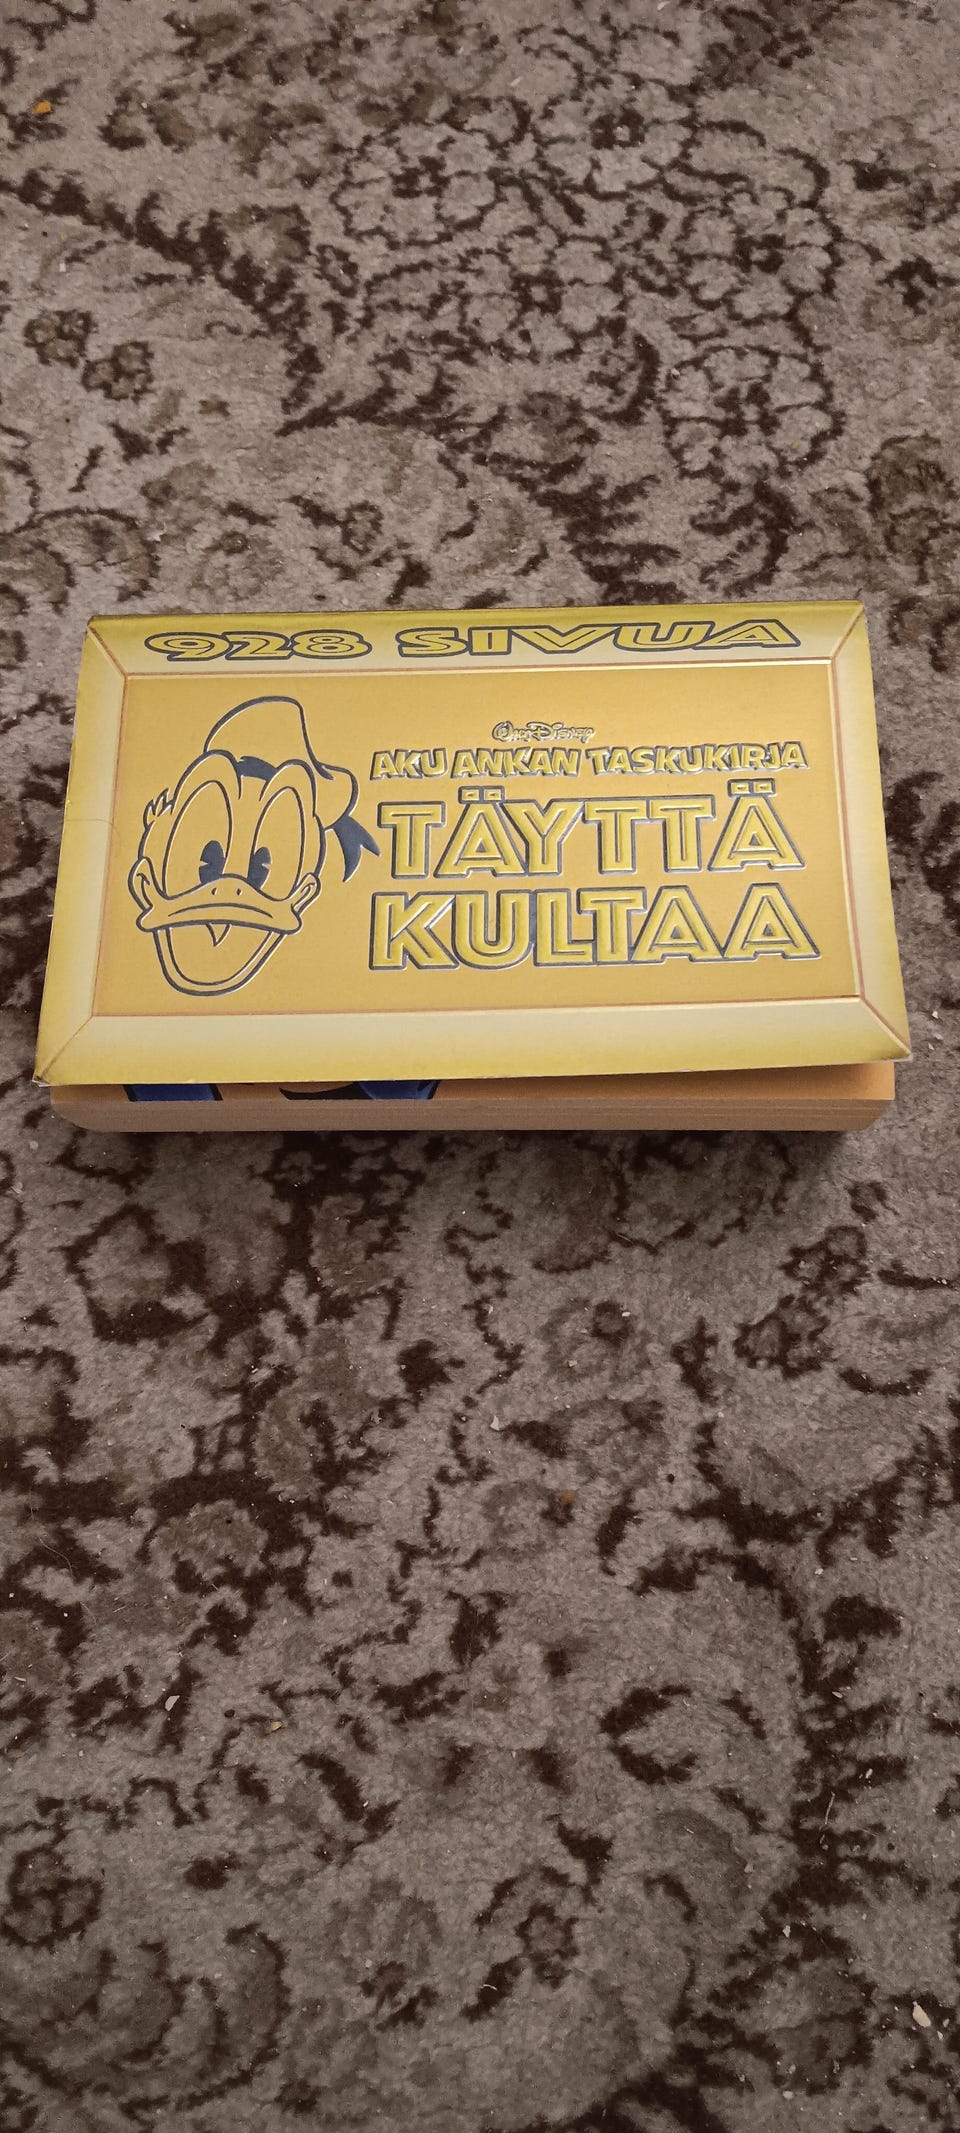 928 SIVUA
WALT DISNEY
AKU ANKAN TASKUKIRJA
TÄYTTÄ
KULTAA